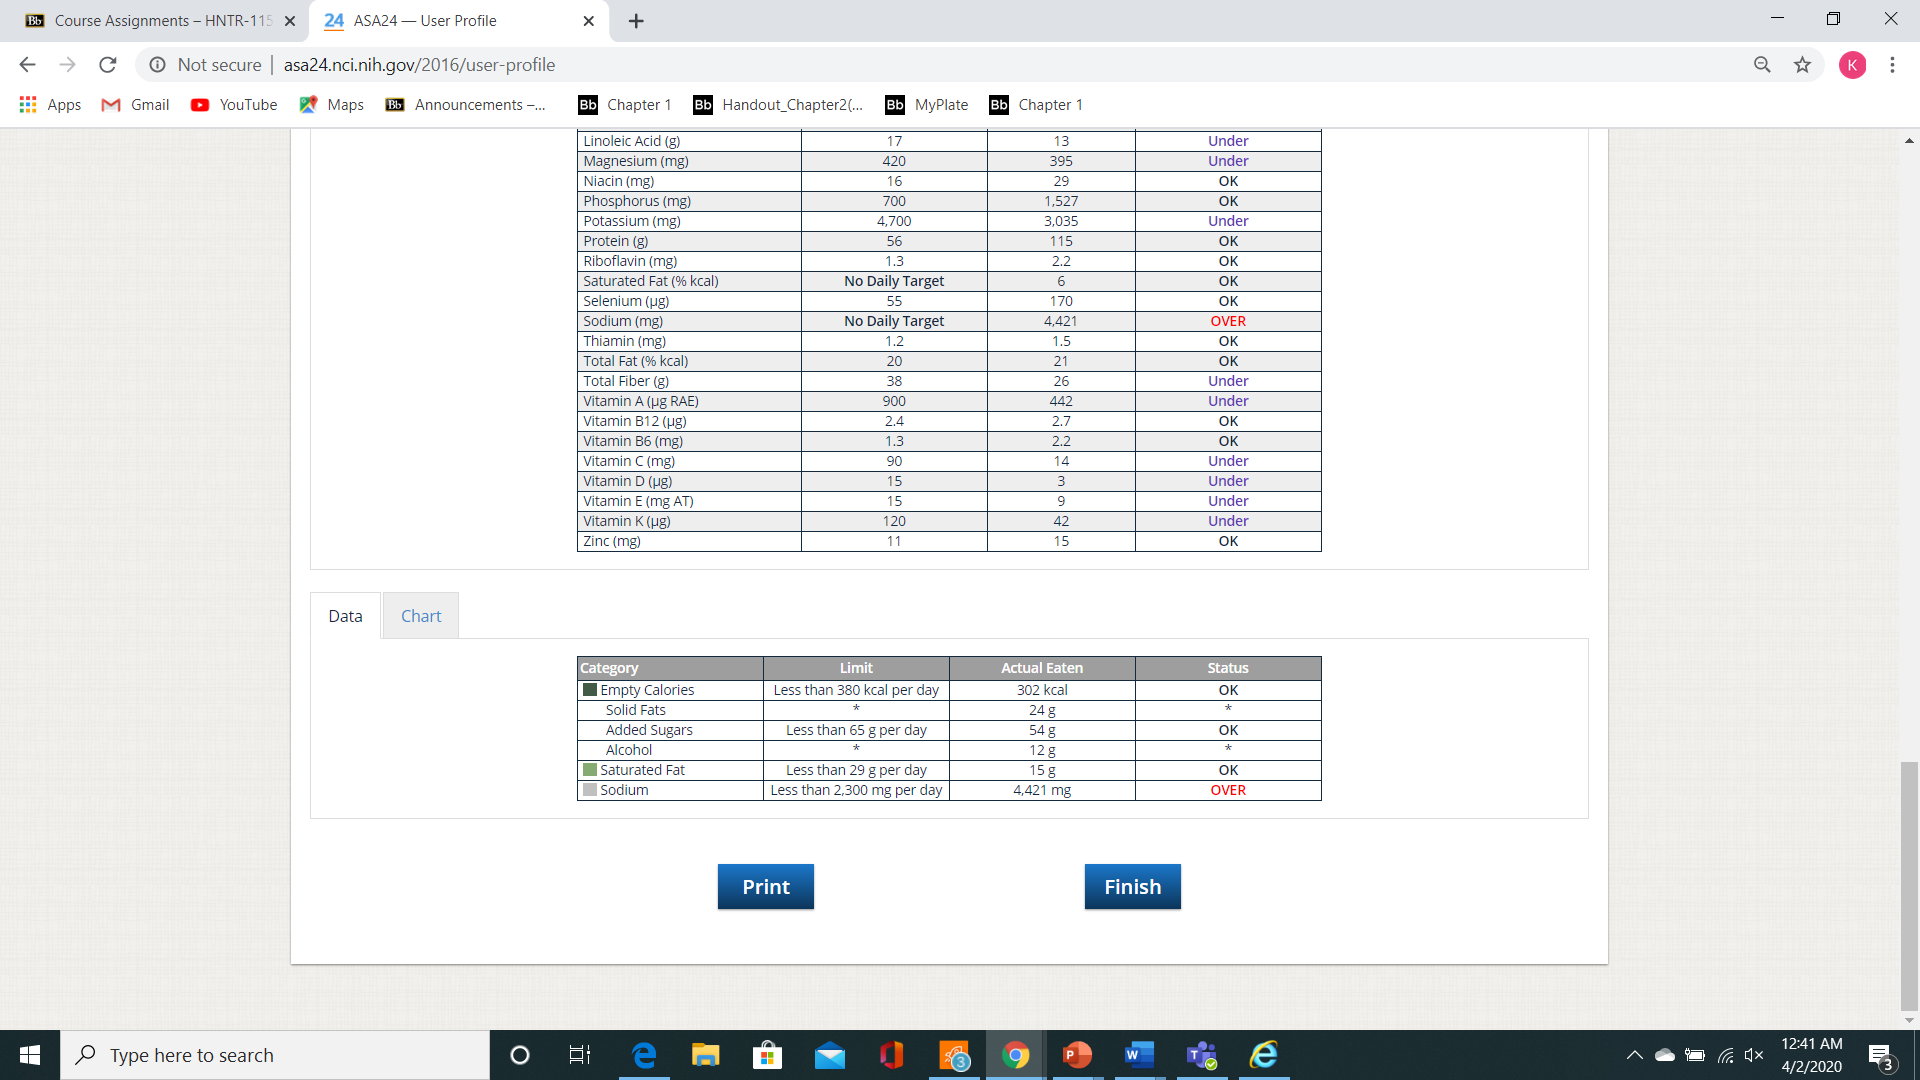 Course Assignments – HNTR-115
24 ASA24 — User Profile
Not secure | asa24.nci.nih.gov/2016/user-profile
K
Apps Gmail YouTube Maps Bb Announcements –... Bb Chapter 1 Bb Handout_Chapter2(... Bb MyPlate Bb Chapter 1
Linoleic Acid (g) 17 13 Under
Magnesium (mg) 420 395 Under
Niacin (mg) 16 29 OK
Phosphorus (mg) 700 1,527 OK
Potassium (mg) 4,700 3,035 Under
Protein (g) 56 115 OK
Riboflavin (mg) 1.3 2.2 OK
Saturated Fat (% kcal) No Daily Target 6 OK
Selenium (µg) 55 170 OK
Sodium (mg) No Daily Target 4,421 OVER
Thiamin (mg) 1.2 1.5 OK
Total Fat (% kcal) 20 21 OK
Total Fiber (g) 38 26 Under
Vitamin A (µg RAE) 900 442 Under
Vitamin B12 (µg) 2.4 2.7 OK
Vitamin B6 (mg) 1.3 2.2 OK
Vitamin C (mg) 90 14 Under
Vitamin D (µg) 15 3 Under
Vitamin E (mg AT) 15 9 Under
Vitamin K (µg) 120 42 Under
Zinc (mg) 11 15 OK
Data Chart
Category Limit Actual Eaten Status
Empty Calories Less than 380 kcal per day 302 kcal OK
Solid Fats * 24 g *
Added Sugars Less than 65 g per day 54 g OK
Alcohol * 12 g *
Saturated Fat Less than 29 g per day 15 g OK
Sodium Less than 2,300 mg per day 4,421 mg OVER
Print Finish
Type here to search
3
12:41 AM
4/2/2020
3